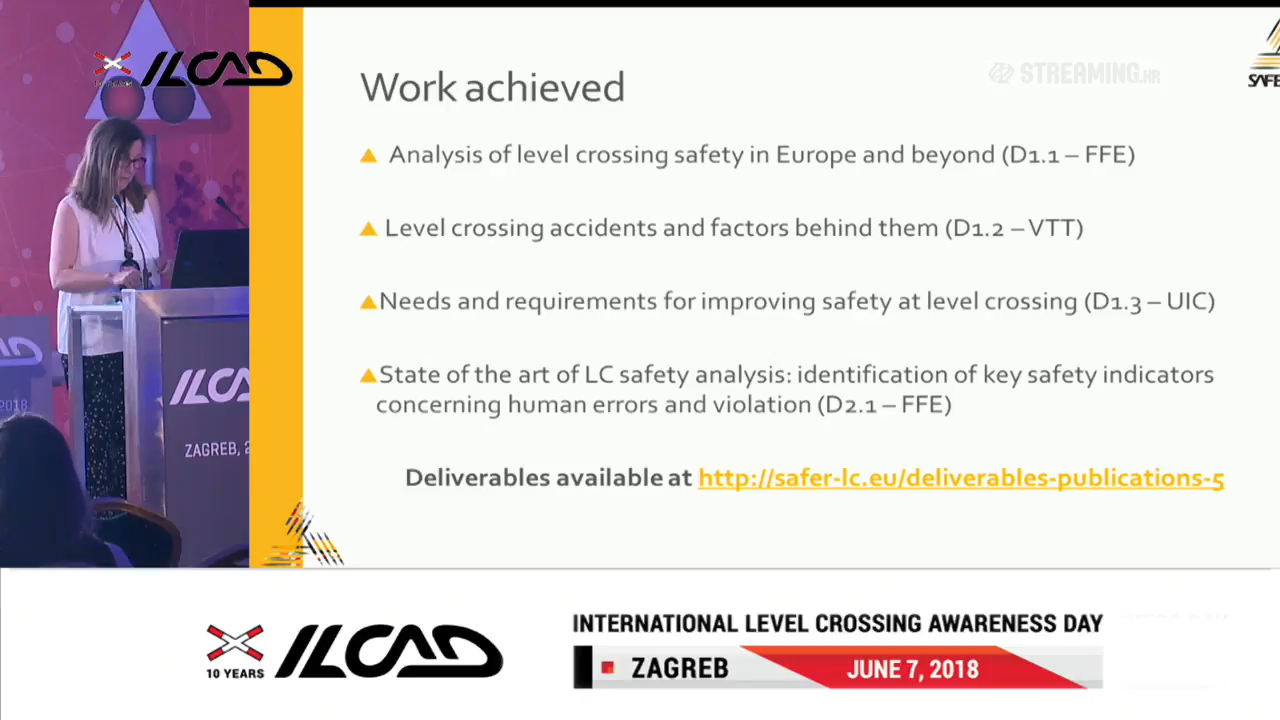 ILCAD
STREAMING.HR
SAFE
Work achieved
Analysis of level crossing safety in Europe and beyond (D1.1 – FFE)
Level crossing accidents and factors behind them (D1.2 – VTT)
Needs and requirements for improving safety at level crossing (D1.3 – UIC)
State of the art of LC safety analysis: identification of key safety indicators
concerning human errors and violation (D2.1 – FFE)
Deliverables available at http://safer-lc.eu/deliverables-publications-5
ILCA
ZAGREB, 2
2018
10 YEARS
ILCAD
INTERNATIONAL LEVEL CROSSING AWARENESS DAY
ZAGREB
JUNE 7, 2018